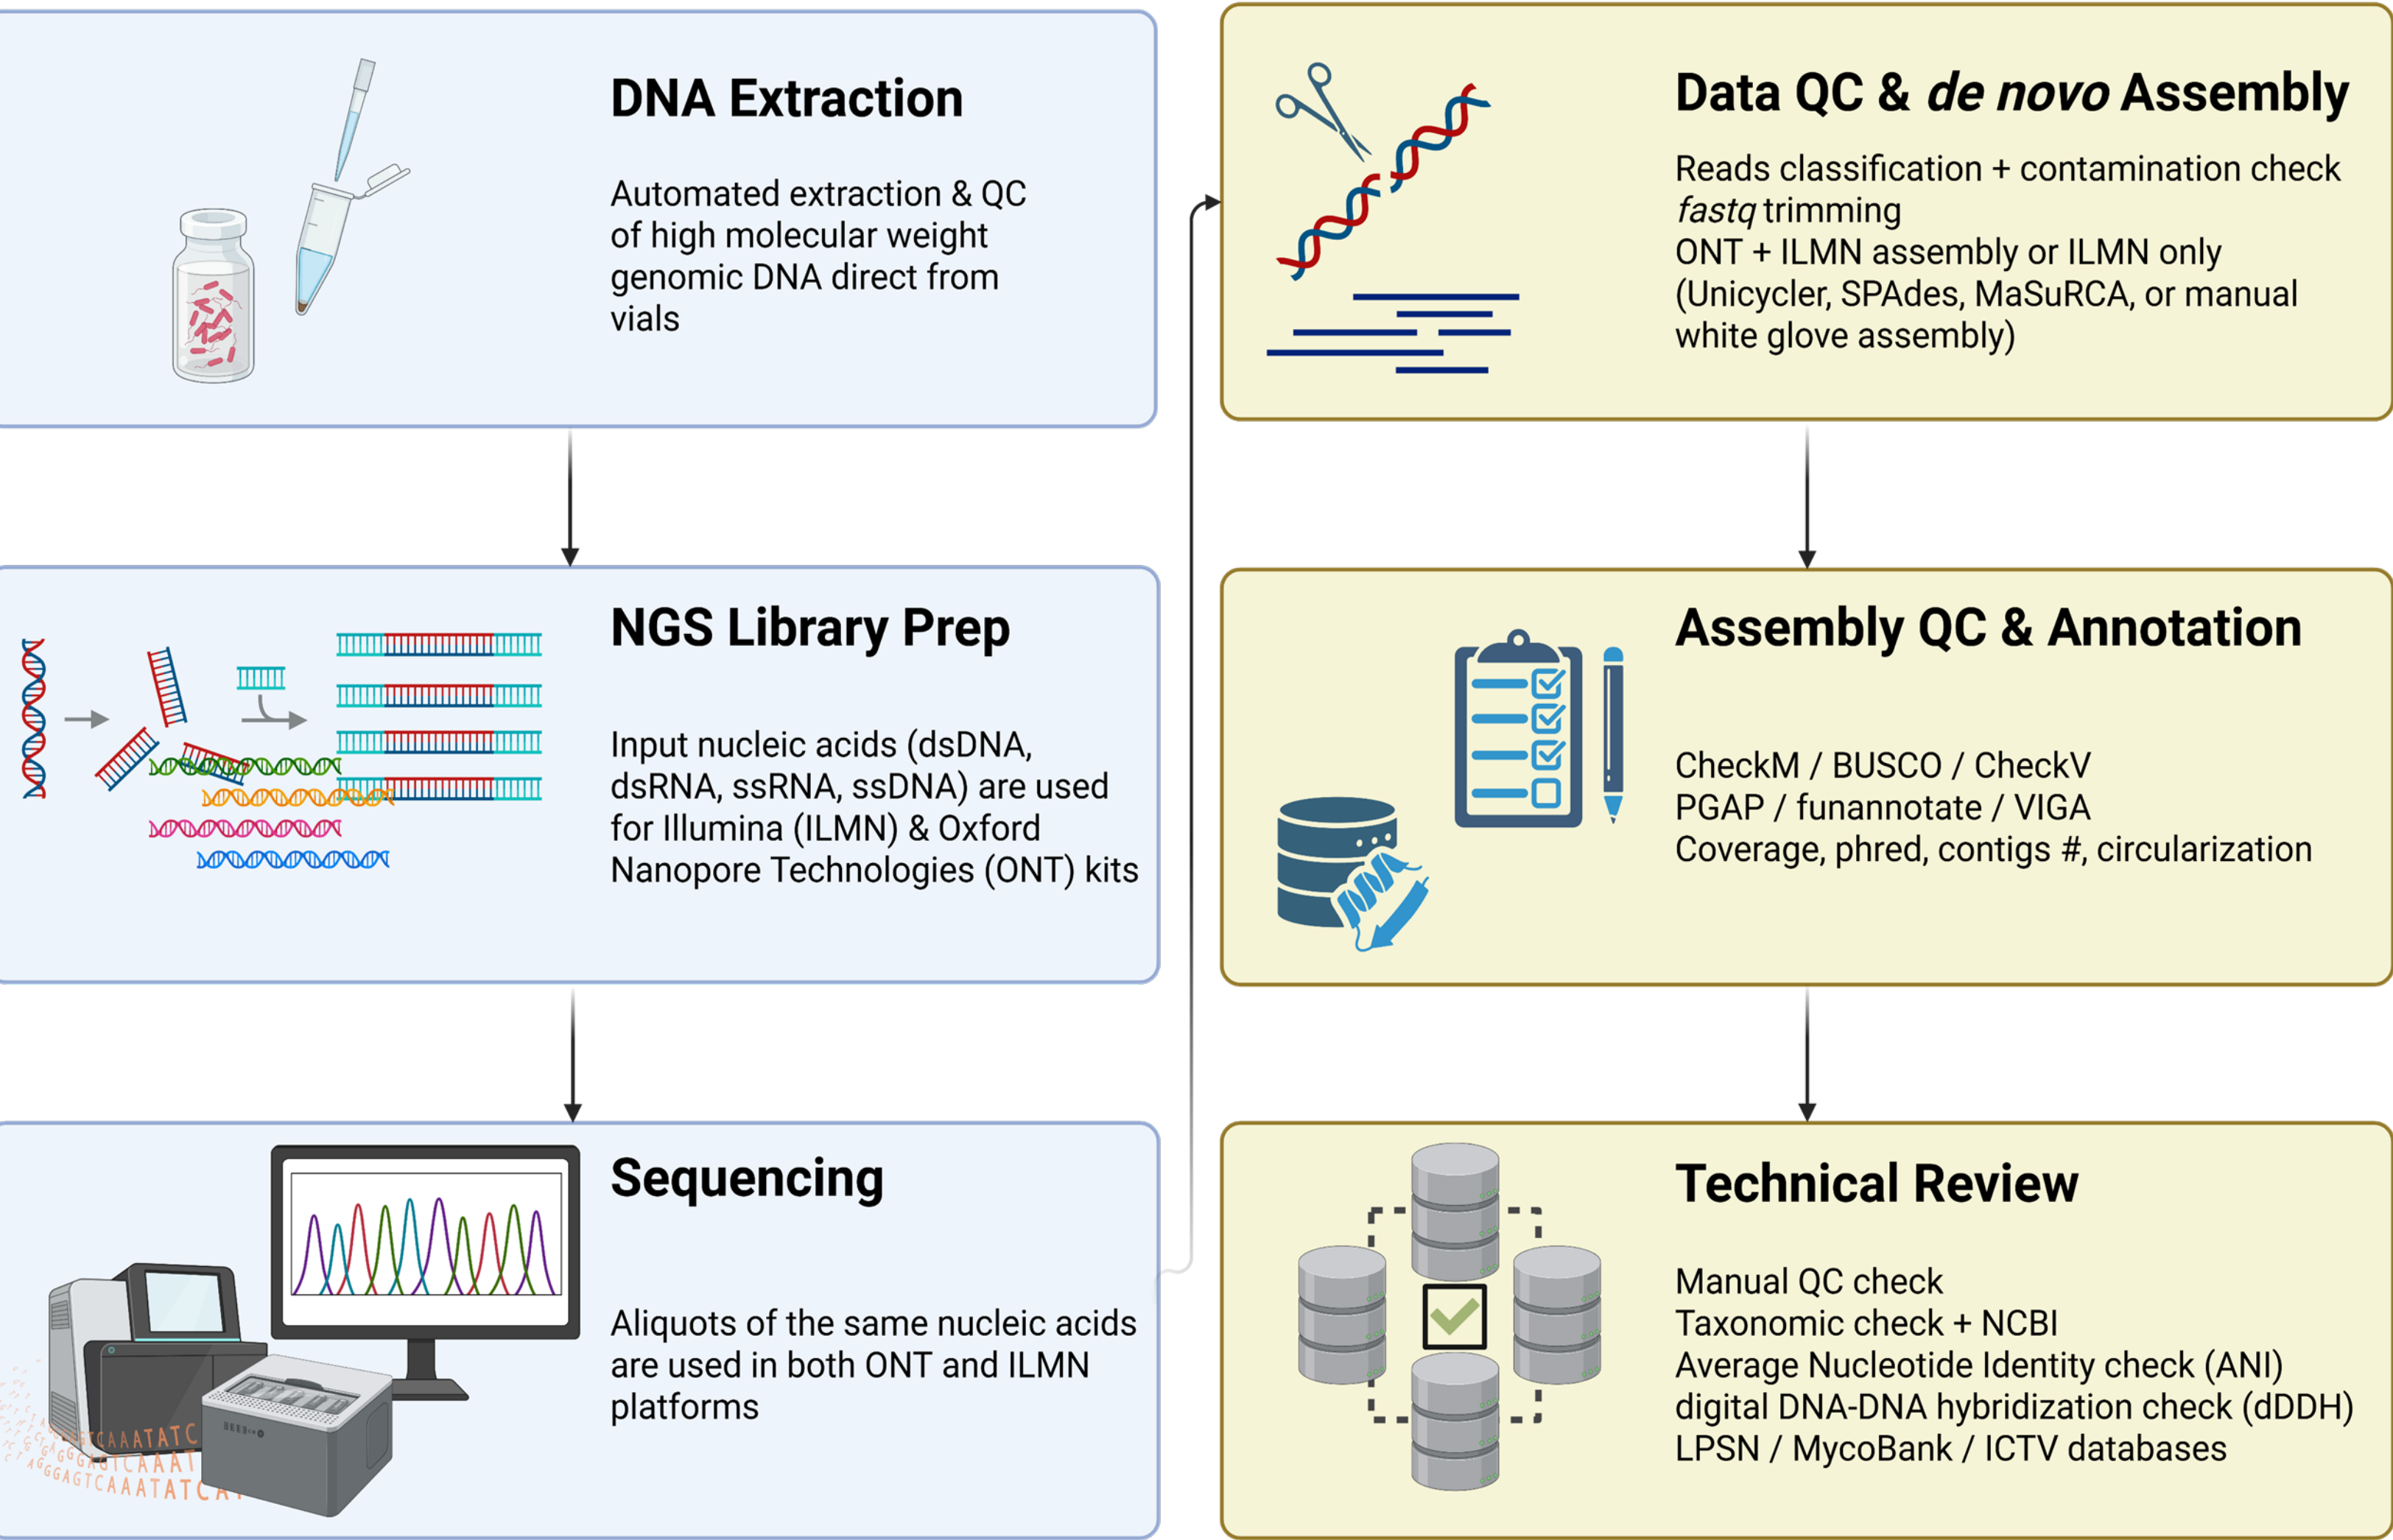 DNA Extraction
Automated extraction & QC
of high molecular weight
genomic DNA direct from
vials
NGS Library Prep
Input nucleic acids (dsDNA,
dsRNA, ssRNA, ssDNA) are used
for Illumina (ILMN) & Oxford
Nanopore Technologies (ONT) kits
Sequencing
Aliquots of the same nucleic acids
are used in both ONT and ILMN
platforms
Data QC & de novo Assembly
Reads classification + contamination check
fastq trimming
ONT + ILMN assembly or ILMN only
(Unicycler, SPAdes, MaSuRCA, or manual
white glove assembly)
Assembly QC & Annotation
CheckM / BUSCO / CheckV
PGAP / funannotate / VIGA
Coverage, phred, contigs #, circularization
Technical Review
Manual QC check
Taxonomic check + NCBI
Average Nucleotide Identity check (ANI)
digital DNA-DNA hybridization check (dDDH)
LPSN / MycoBank / ICTV databases